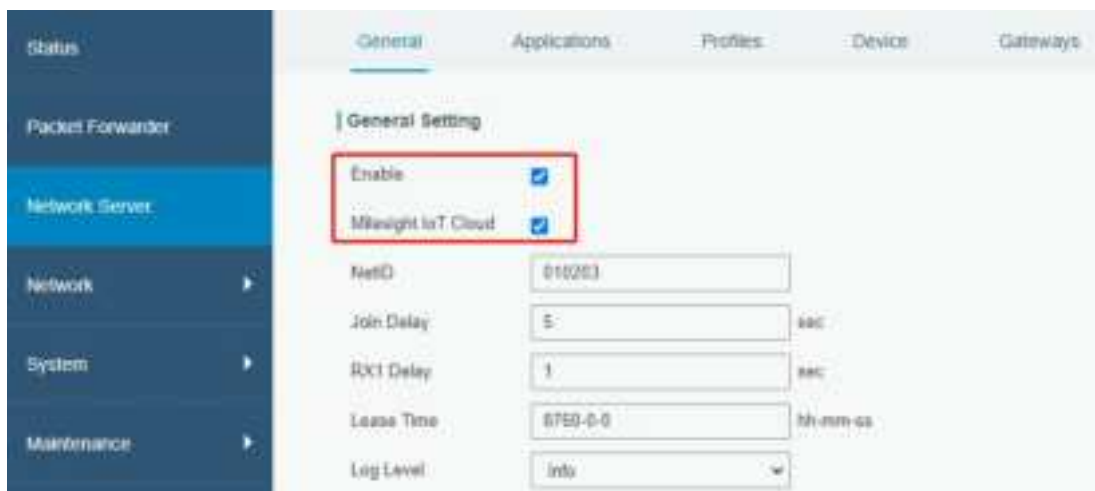 Status
Packet Forwarder
Network Server
Network
System
Maintenance
General Applications Profiles Device Gateways
General Setting
Enable
Milesight IoT Cloud
NetID 010203
Join Delay 5 sec
RX1 Delay 1 sec
Lease Time 8760-0-0 hh-mm-ss
Log Level info